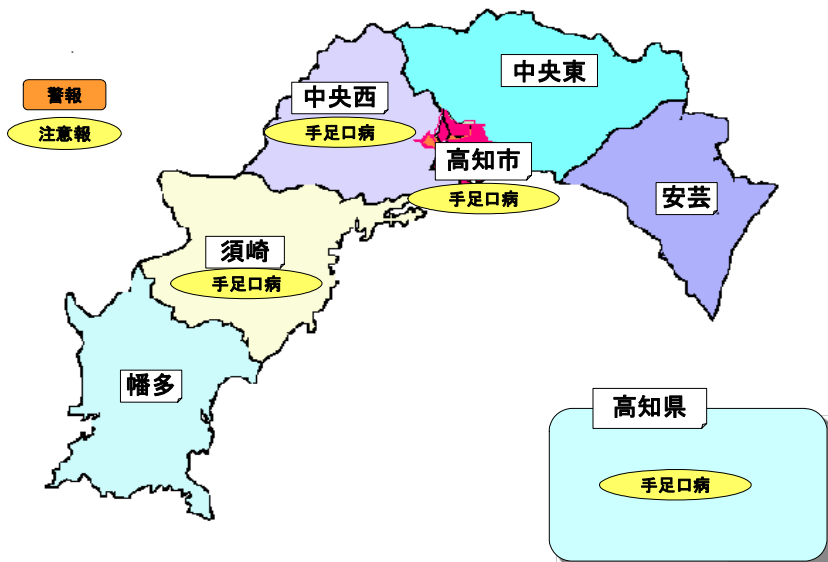 警報
注意報
中央東
中央西
手足口病
高知市
手足口病
安芸
須崎
手足口病
幡多
高知県
手足口病